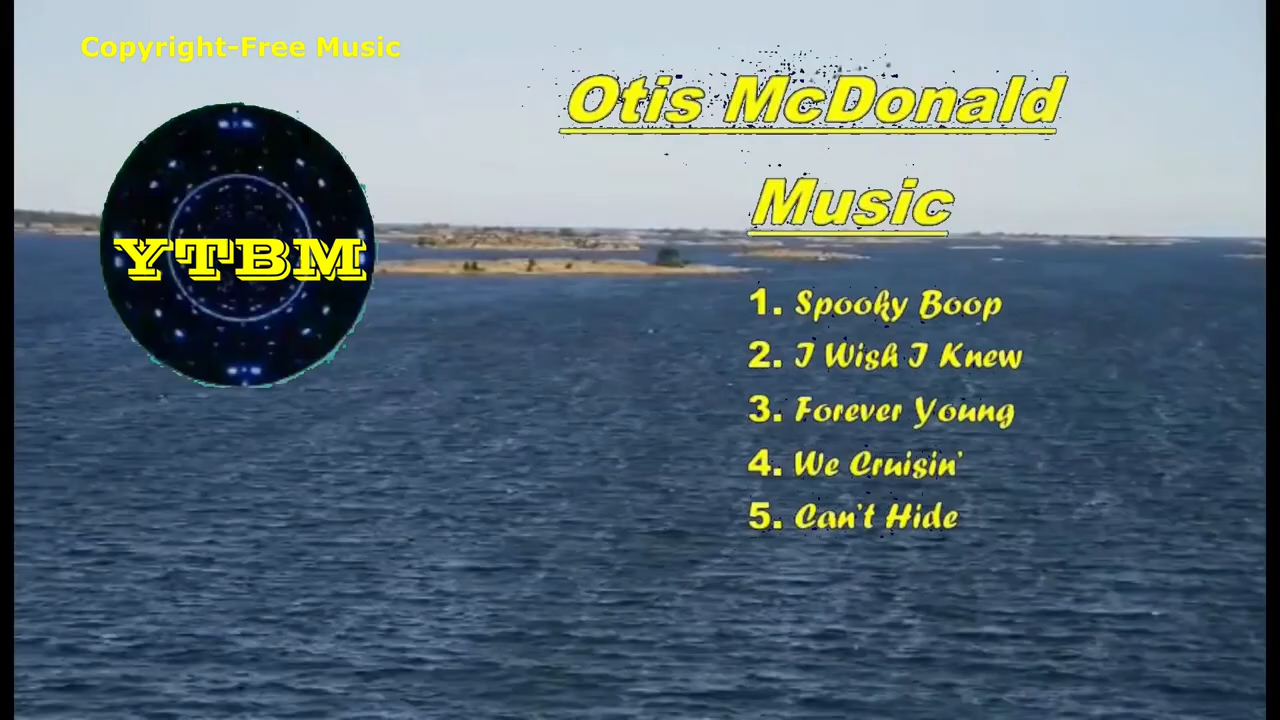 Copyright-Free Music
Otis McDonald
Music
YTBM
1. Spooky Boop
2. I Wish I Knew
3. Forever Young
4. We Cruisin'
5. Can't Hide